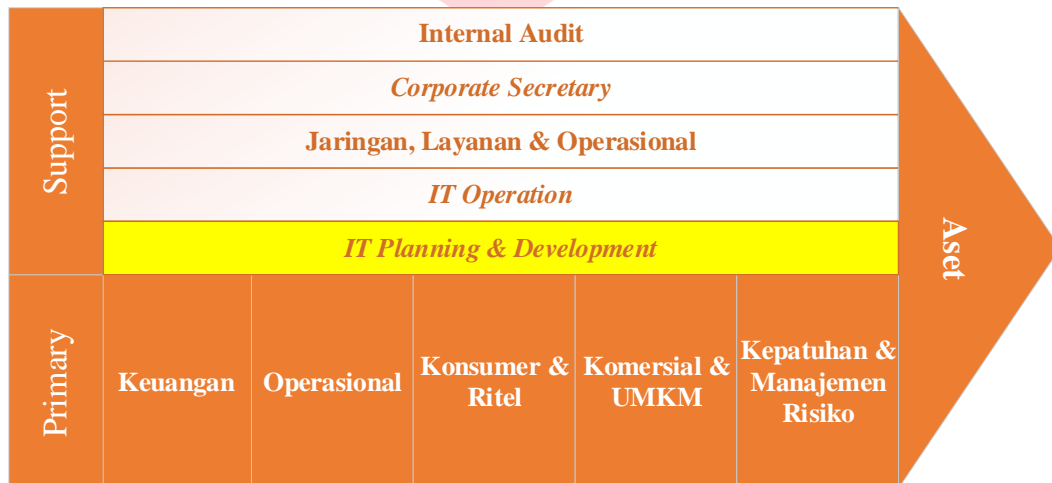 Support
Internal Audit
Corporate Secretary
Jaringan, Layanan & Operasional
IT Operation
IT Planning & Development
Aset
Primary
Keuangan
Operasional
Konsumer &
Ritel
Komersial &
UMKM
Kepatuhan &
Manajemen
Risiko